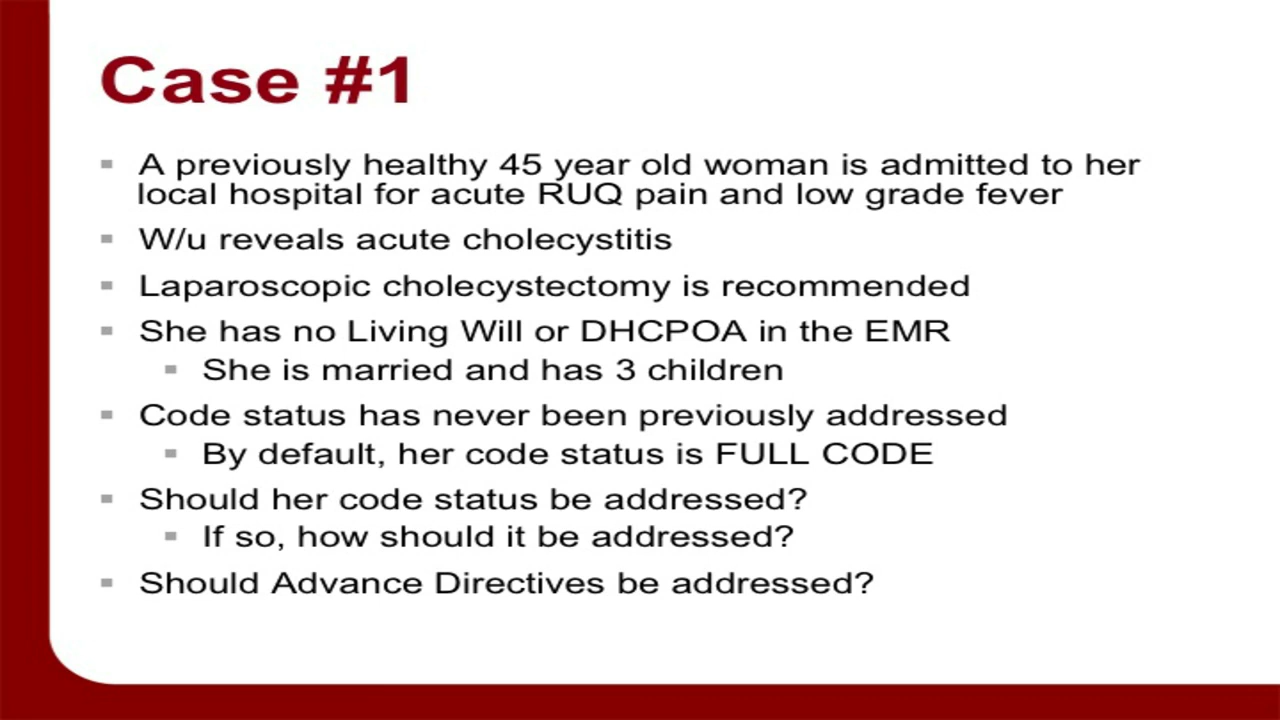 Case #1
A previously healthy 45 year old woman is admitted to her
local hospital for acute RUQ pain and low grade fever
W/u reveals acute cholecystitis
Laparoscopic cholecystectomy is recommended
She has no Living Will or DHCPOA in the EMR
She is married and has 3 children
Code status has never been previously addressed
By default, her code status is FULL CODE
Should her code status be addressed?
If so, how should it be addressed?
Should Advance Directives be addressed?